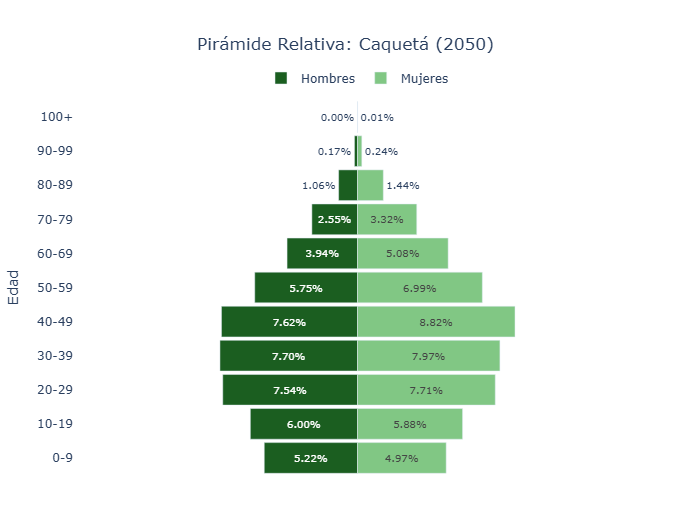 Pirámide Relativa: Caquetá (2050)
Hombres Mujeres
100+ 0.00% 0.01%
90-99 0.17% 0.24%
80-89 1.06% 1.44%
70-79 2.55% 3.32%
60-69 3.94% 5.08%
50-59 5.75% 6.99%
40-49 7.62% 8.82%
30-39 7.70% 7.97%
20-29 7.54% 7.71%
10-19 6.00% 5.88%
0-9 5.22% 4.97%
Edad